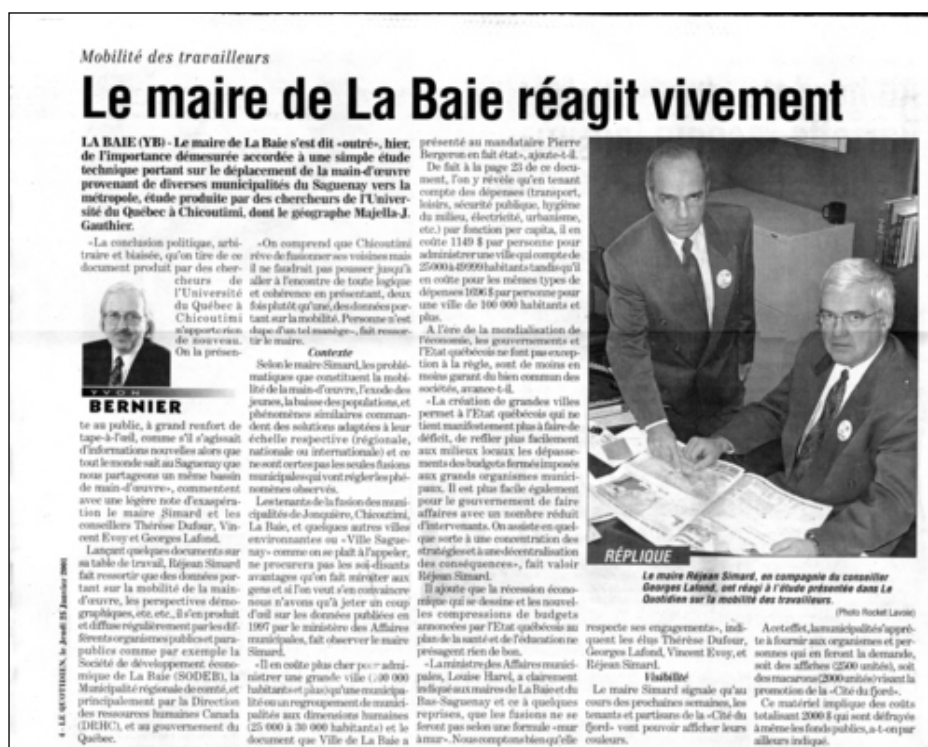 Mobilité des travailleurs
Le maire de La Baie réagit vivement
LA BAIE (YB) - Le maire de La Baie s'est dit «outré», hier,
de l'importance démesurée accordée à une simple étude
technique portant sur le déplacement de la main-d'œuvre
provenant de diverses municipalités du Saguenay vers la
métropole, étude produite par des chercheurs de l'Univer-
sité du Québec à Chicoutimi, dont le géographe Majella-J.
Gauthier.
«La conclusion politique, arbi-
traire et biaisée, qu'on tire de ce
document produit par des cher-
cheurs de
l'Université
du Québec à
Chicoutimi
n'apporte rien
de nouveau.
On la présen-
YVON
BERNIER
te au public, à grand renfort de
tape-à-l'œil, comme s'il s'agissait
d'informations nouvelles alors que
tout le monde sait au Saguenay que
nous partageons un même bassin
de main-d'œuvre», commentent
avec une légère note d'exaspéra-
tion le maire Simard et les
conseillers Thérèse Dufour, Vin-
cent Evoy et Georges Lafond.
Lançant quelques documents sur
sa table de travail, Réjean Simard
fait ressortir que des données por-
tant sur la mobilité de la main-
d'œuvre, les perspectives démo-
graphiques, etc, etc., il s'en produit
et diffuse régulièrement par les dif-
férents organismes publics et para-
publics comme par exemple la
Société de développement écono-
mique de La Baie (SODEB), la
Municipalité régionale de comté, et
principalement par la Direction
des ressources humaines Canada
(DRHC), et au gouvernement du
Québec.
«On comprend que Chicoutimi
rêve de fusionner ses voisines mais
il ne faudrait pas pousser jusqu'à
aller à l'encontre de toute logique
et cohérence en présentant, deux
fois plutôt qu'une, des données por-
tant sur la mobilité. Personne n'est
dupe d'un tel manège», fait ressor-
tir le maire.
Contexte
Selon le maire Simard, les problé-
matiques que constituent la mobi-
lité de la main-d'œuvre, l'exode des
jeunes, la baisse des populations, et
phénomènes similaires comman-
dent des solutions adaptées à leur
échelle respective (régionale,
nationale ou internationale) et ce
ne sont certes pas les seules fusions
municipales qui vont régler les phé-
nomènes observés.
Les tenants de la fusion des muni-
cipalités de Jonquière, Chicoutimi,
La Baie, et quelques autres villes
environnantes ou «Ville Sague-
nay» comme on se plaît à l'appeler,
ne procurera pas les soi-disants
avantages qu'on fait miroiter aux
gens et si l'on veut s'en convaincre
nous n'avons qu'à jeter un coup
d'œil sur les données publiées en
1997 par le ministère des Affaires
municipales, fait observer le maire
Simard.
«Il en coûte plus cher pour admi-
nistrer une grande ville (100 000
habitants et plus) qu'une municipa-
lité ou un regroupement de munici-
palités aux dimensions humaines
(25 000 à 30 000 habitants) et le
document que Ville de La Baie a
présenté au mandataire Pierre
Bergeron en fait état», ajoute-t-il.
De fait à la page 23 de ce docu-
ment, l'on y révèle qu'en tenant
compte des dépenses (transport,
loisirs, sécurité publique, hygiène
du milieu, électricité, urbanisme,
etc.) par fonction per capita, il en
coûte 1149 $ par personne pour
administrer une ville qui compte de
25 000 à 49 999 habitants tandis qu'il
en coûte pour les mêmes types de
dépenses 1696 $ par personne pour
une ville de 100 000 habitants et
plus.
A l'ère de la mondialisation de
l'économie, les gouvernements et
l'Etat québécois ne font pas excep-
tion à la règle, sont de moins en
moins garant du bien commun des
sociétés, avance-t-il.
«La création de grandes villes
permet à l'Etat québécois qui ne
tient manifestement plus à faire de
déficit, de refiler plus facilement
aux milieux locaux les dépasse-
ments des budgets fermés imposés
aux grands organismes munici-
paux. Il est plus facile également
pour le gouvernement de faire
affaires avec un nombre réduit
d'intervenants. On assiste en quel-
que sorte à une concentration des
stratégies et à une décentralisation
des conséquences», fait valoir
Réjean Simard.
Il ajoute que la récession écono-
mique qui se dessine et les nouvel-
les compressions de budgets
annoncées par l'Etat québécois au
plan de la santé et de l'éducation ne
présagent rien de bon.
«La ministre des Affaires munici-
pales, Louise Harel, a clairement
indiqué aux maires de La Baie et du
Bas-Saguenay et ce à quelques
reprises, que les fusions ne se
feront pas selon une formule «mur
à mur». Nous comptons bien qu'elle
RÉPLIQUE
Le maire Réjean Simard, en compagnie du conseiller
Georges Lafond, ont réagi à l'étude présentée dans Le
Quotidien sur la mobilité des travailleurs.
(Photo Rocket Lavoie)
respecte ses engagements», indi-
quent les élus Thérèse Dufour,
Georges Lafond, Vincent Evoy, et
Réjean Simard.
Visibilité
Le maire Simard signale qu'au
cours des prochaines semaines, les
tenants et partisans de la «Cité du
fjord» vont pouvoir afficher leurs
couleurs.
A cet effet, la municipalité s'apprê-
te à fournir aux organismes et per-
sonnes qui en feront la demande,
soit des affiches (2500 unités), soit
des macarons (2000 unités) visant la
promotion de la «Cité du fjord».
Ce matériel implique des coûts
totalisant 2000 $ qui sont défrayés
à même les fonds publics, a-t-on par
ailleurs indiqué.
4 - LE QUOTIDIEN, le Jeudi 25 Janvier 2001